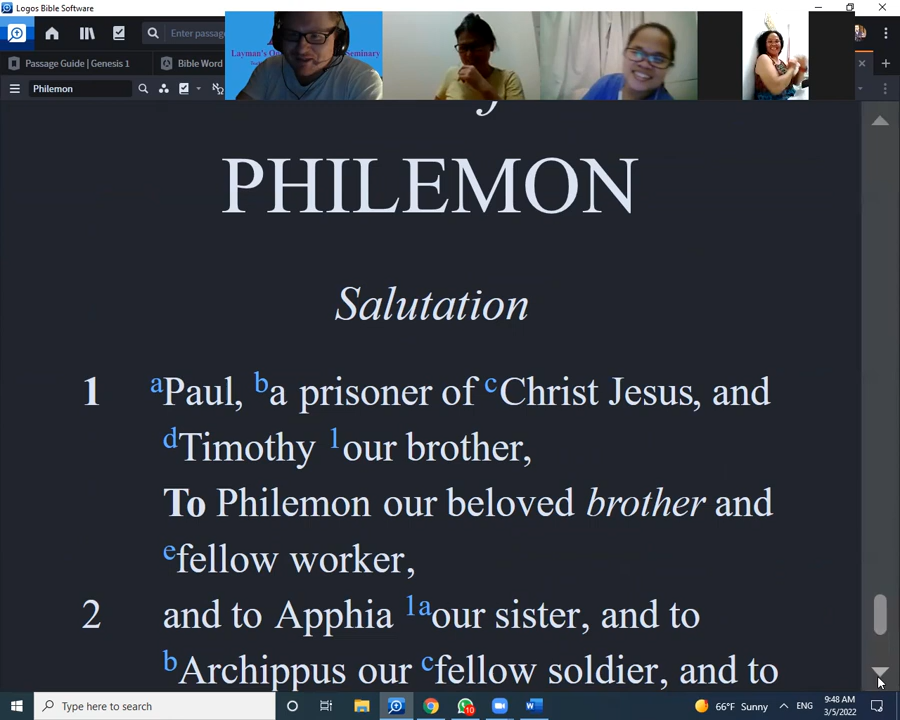 Logos Bible Software
Enter passage
Passage Guide | Genesis 1
Bible Word
Philemon
PHILEMON
Salutation
1 aPaul, ba prisoner of cChrist Jesus, and
dTimothy 1our brother,
To Philemon our beloved brother and
efellow worker,
2 and to Apphia 1aour sister, and to
bArchippus our cfellow soldier, and to
Type here to search
10
66°F Sunny
ENG
9:48 AM
3/5/2022